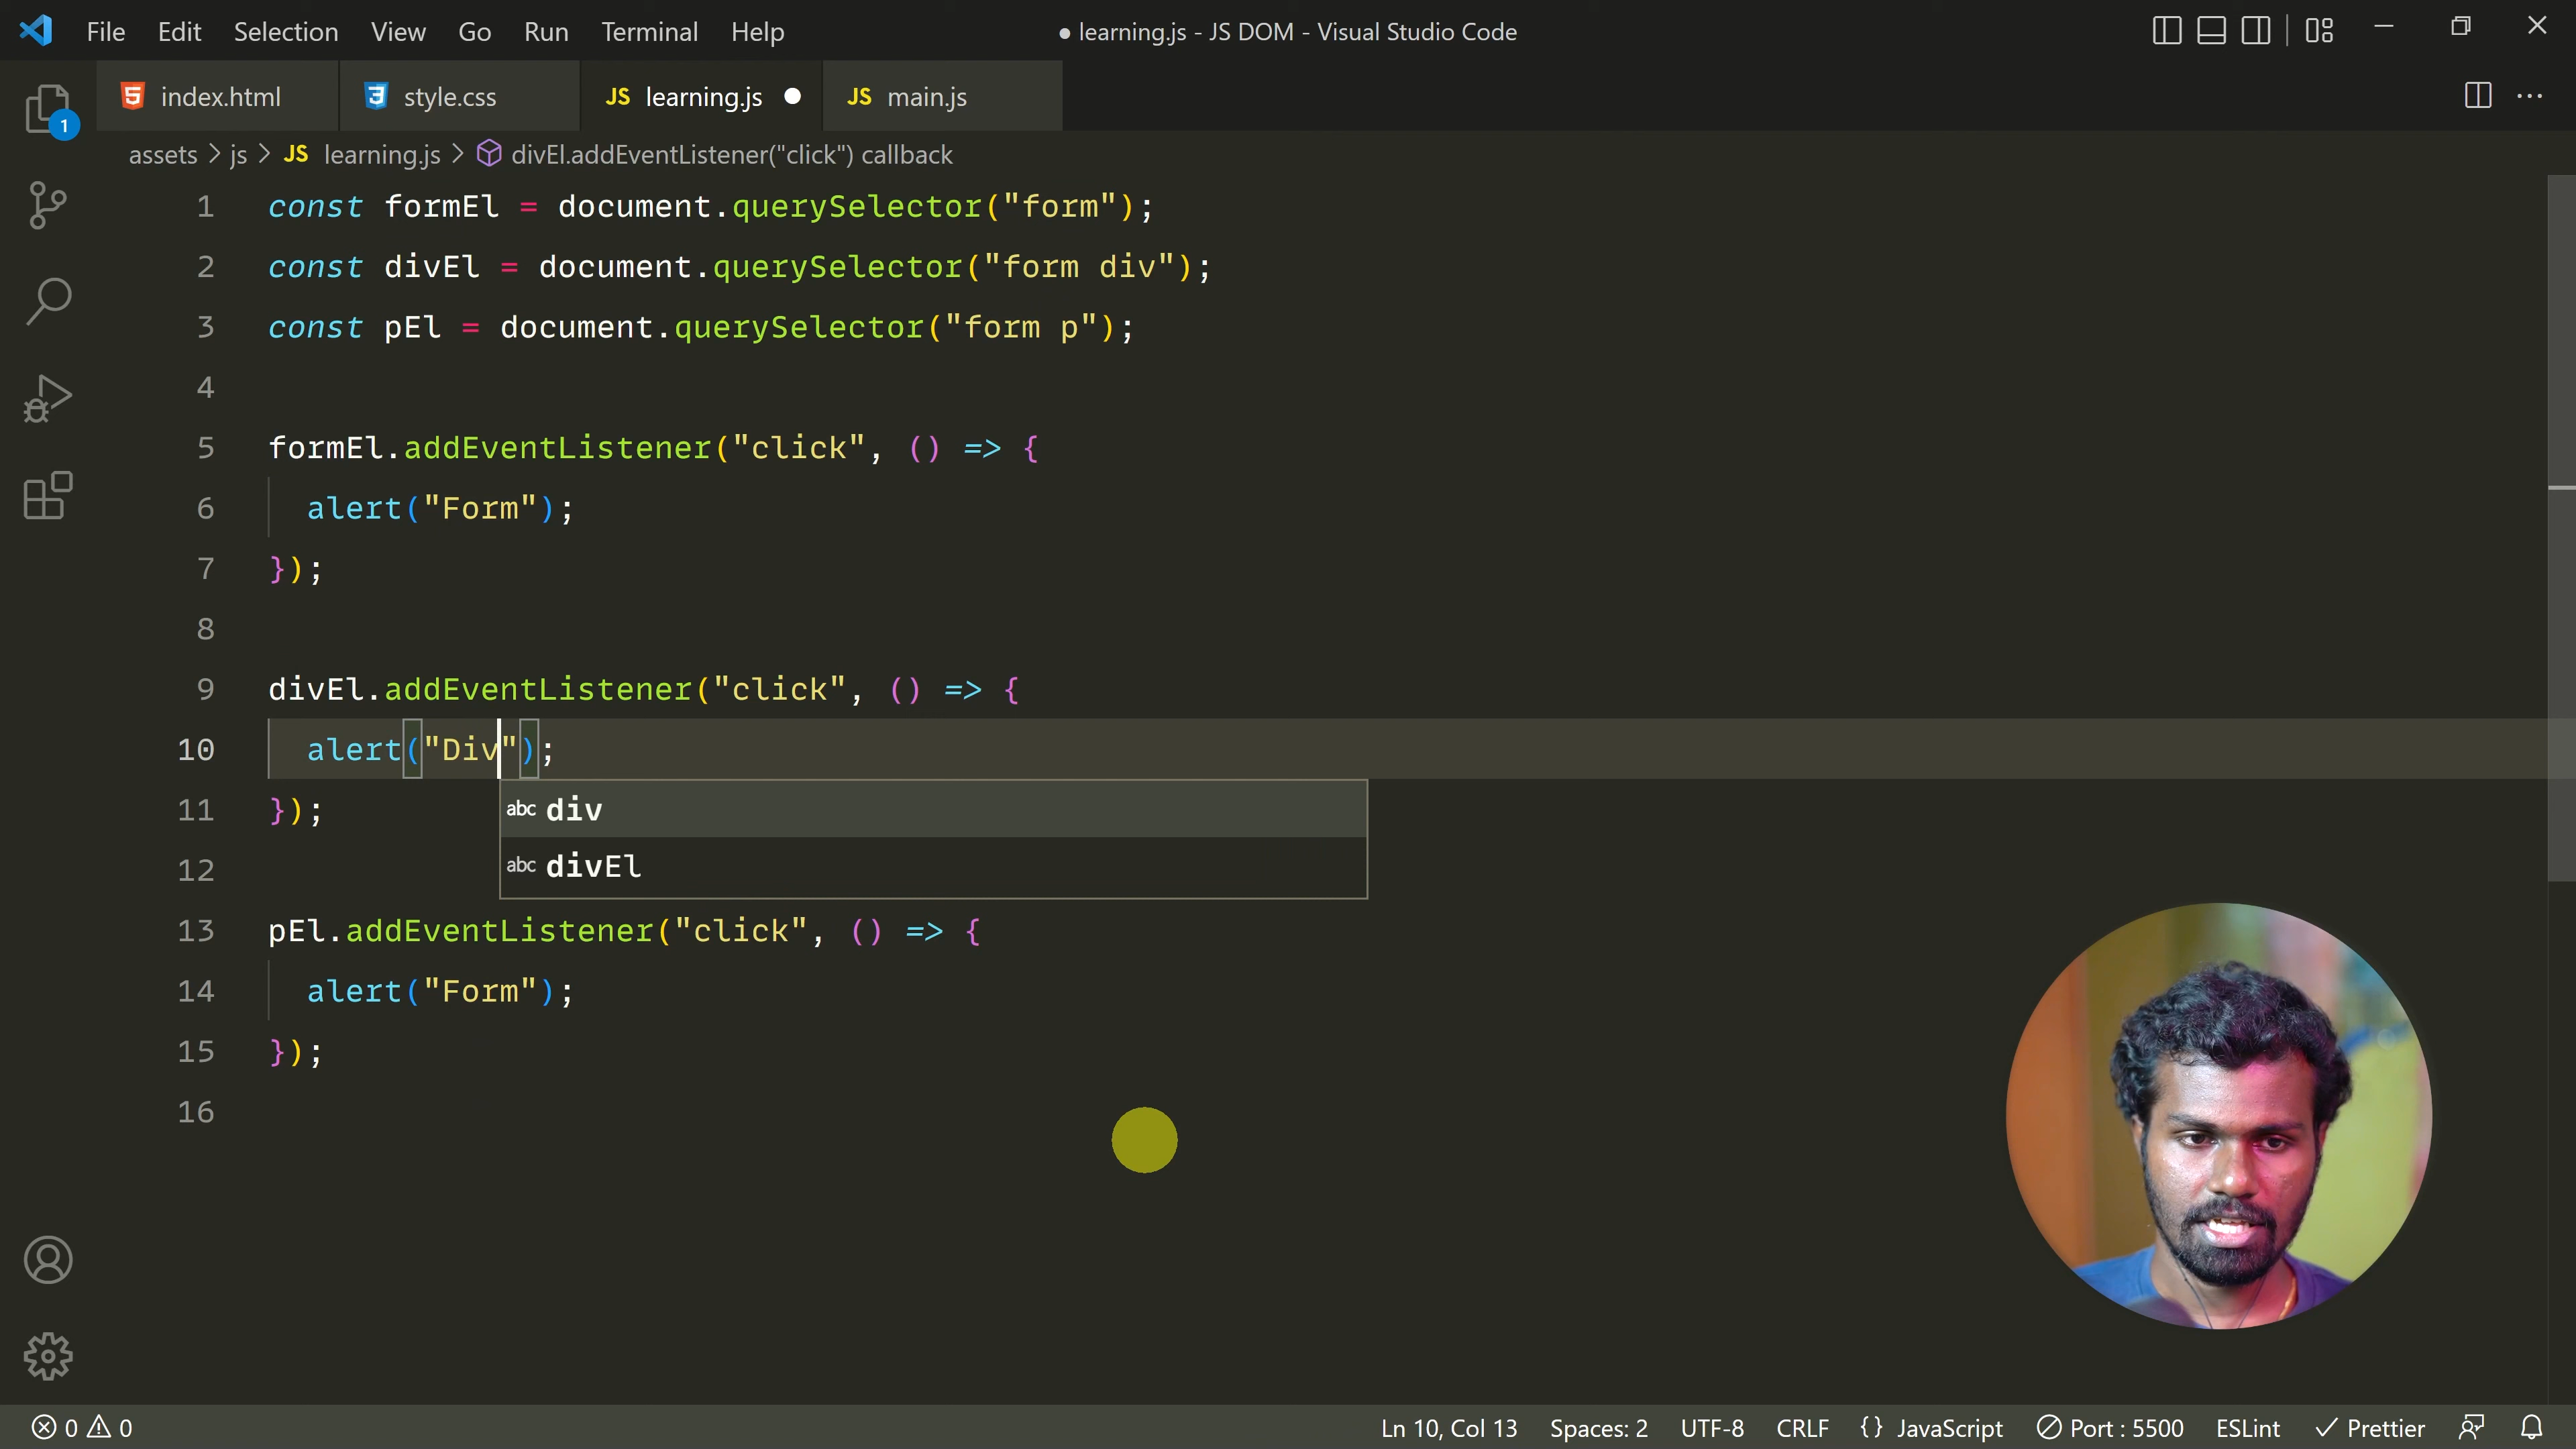 File Edit Selection View Go Run Terminal Help ● learning.js - JS DOM - Visual Studio Code
index.html style.css JS learning.js JS main.js
1
assets > js > JS learning.js > divEl.addEventListener("click") callback
1 const formEl = document.querySelector("form");
2 const divEl = document.querySelector("form div");
3 const pEl = document.querySelector("form p");
4
5 formEl.addEventListener("click", () => {
6 alert("Form");
7 });
8
9 divEl.addEventListener("click", () => {
10 alert("Div");
11 });
abc div
12
abc divEl
13 pEl.addEventListener("click", () => {
14 alert("Form");
15 });
16
0 0 Ln 10, Col 13 Spaces: 2 UTF-8 CRLF {} JavaScript Port : 5500 ESLint Prettier